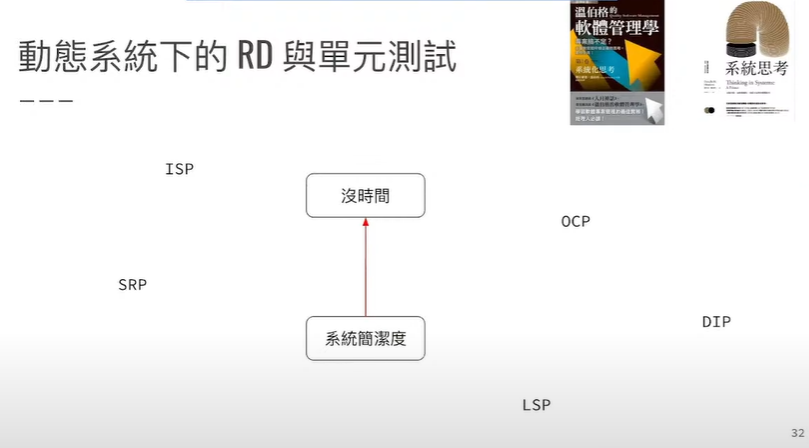 動態系統下的 RD 與單元測試
溫伯格的
軟體管理學
系統化思考
系統思考
Thinking in Systems
ISP
沒時間
OCP
SRP
系統簡潔度
DIP
LSP
32